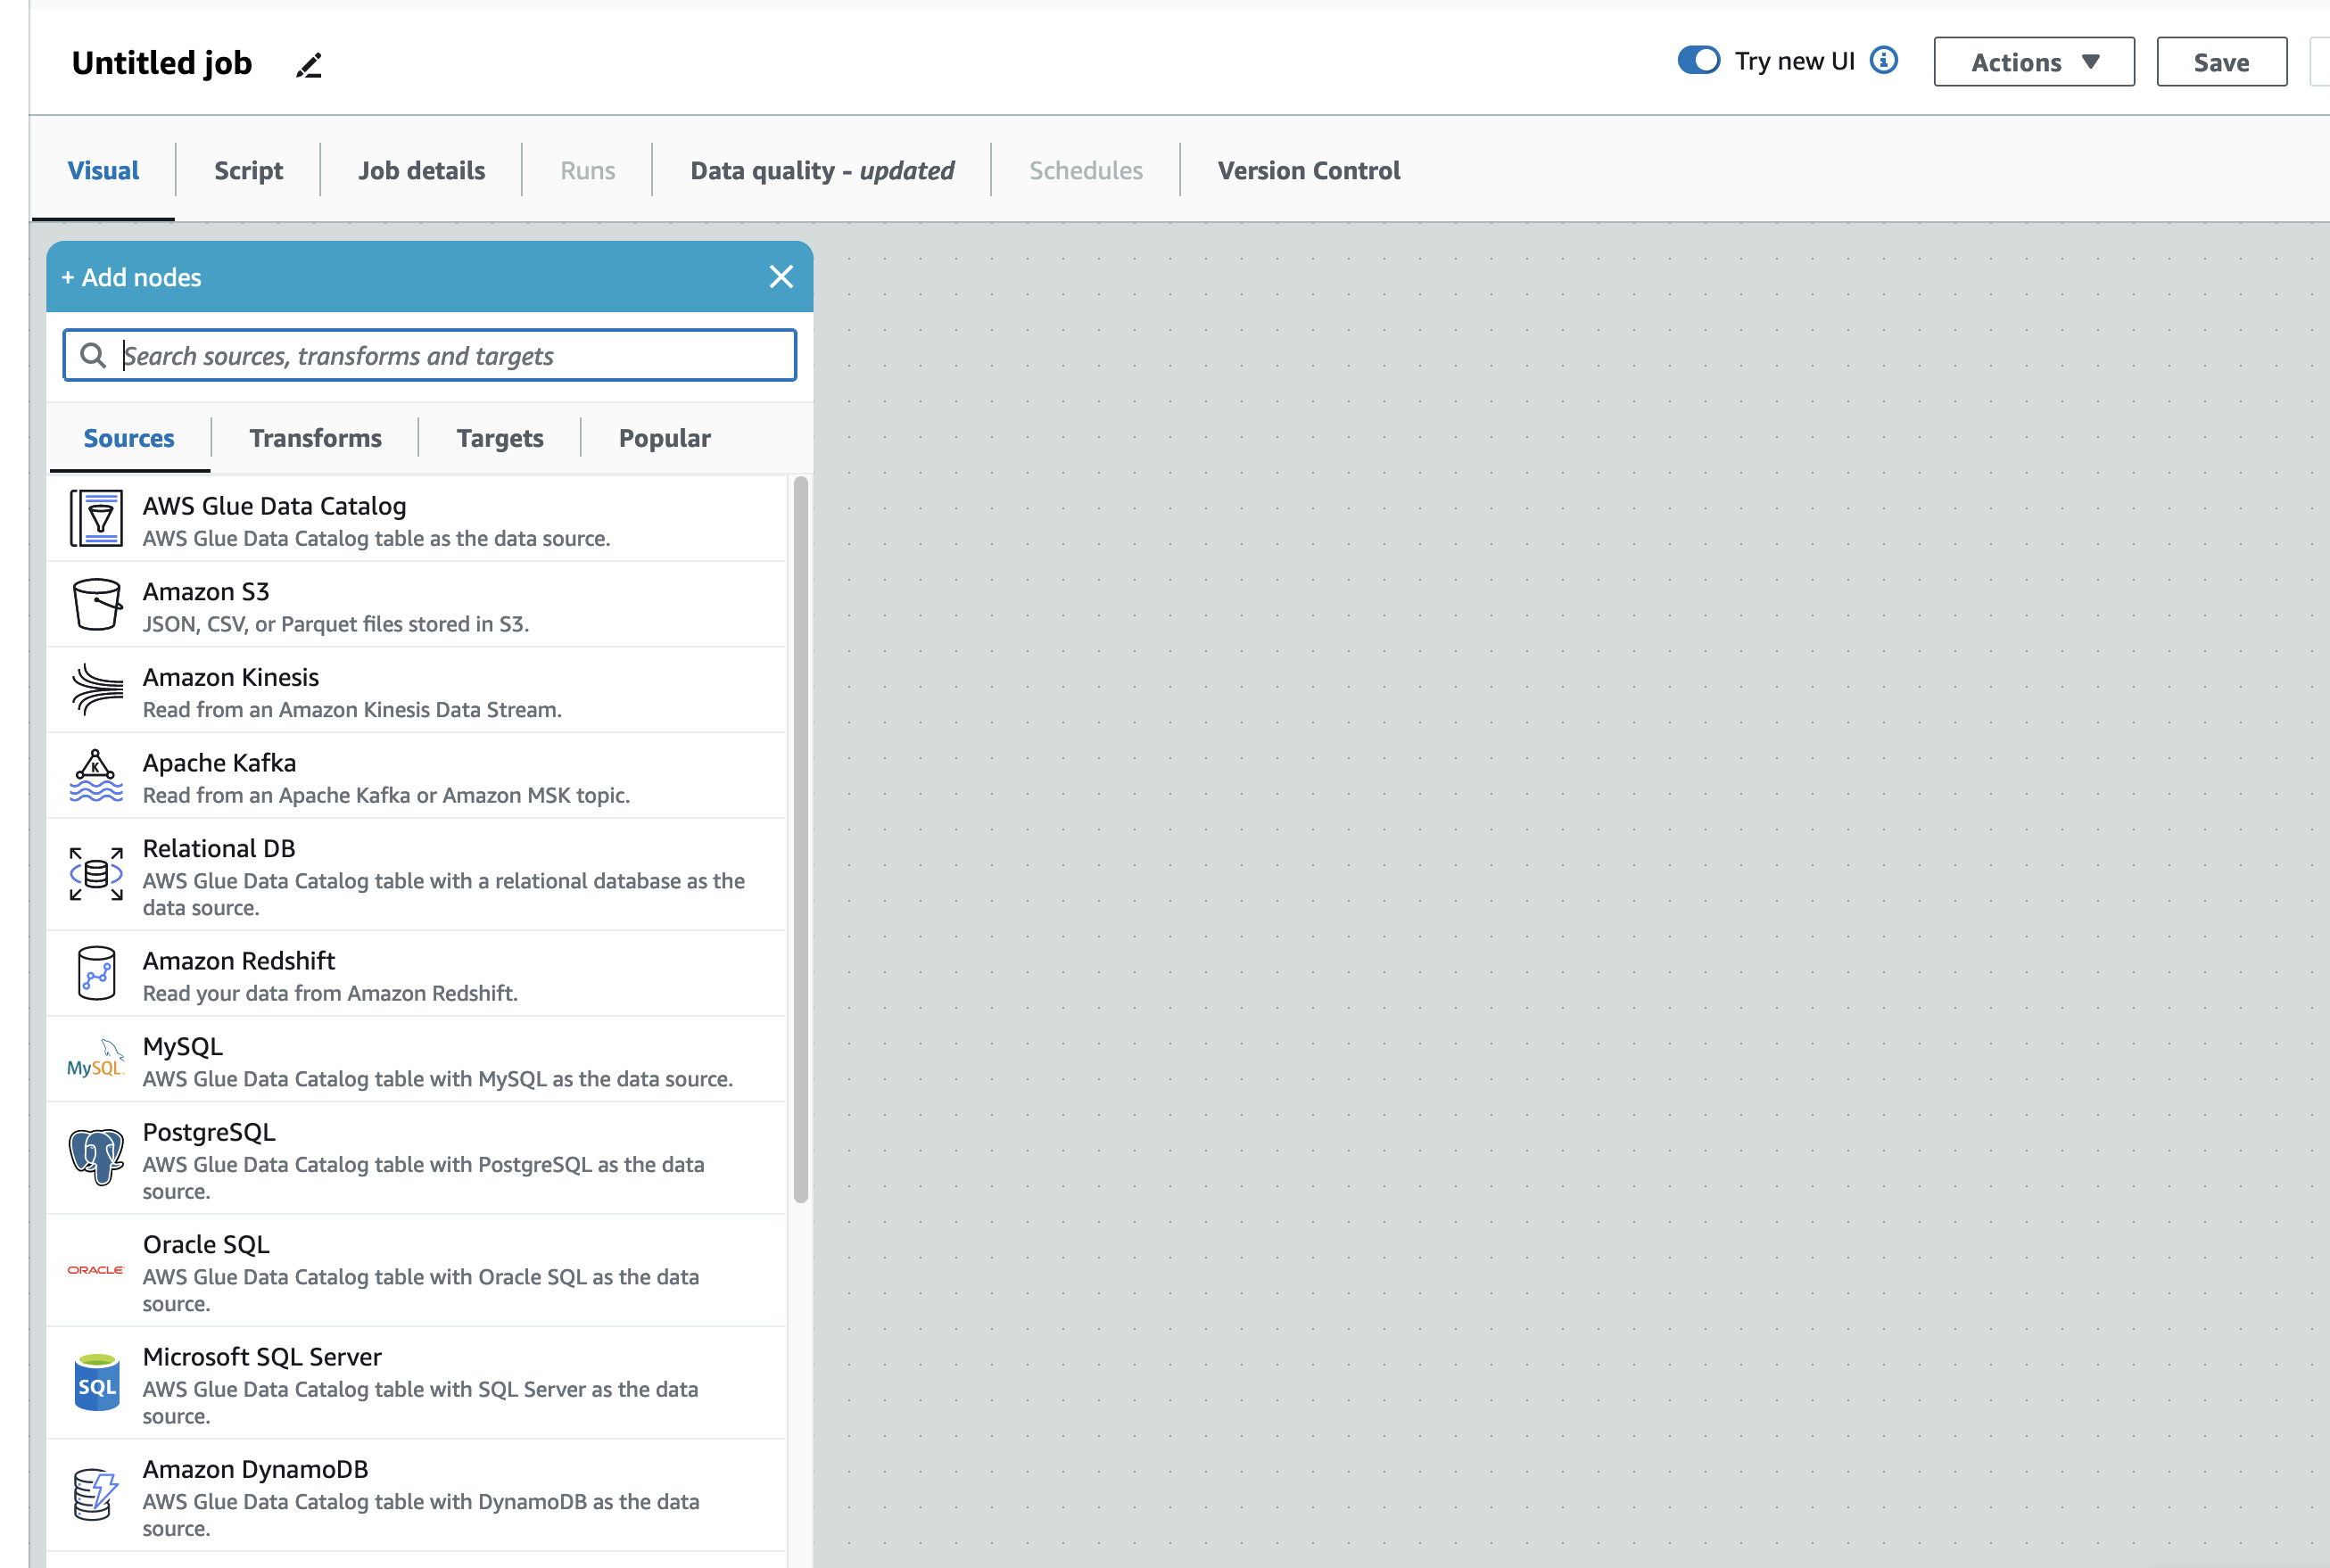 Untitled job
Try new UI
Actions
Save
Visual
Script
Job details
Runs
Data quality - updated
Schedules
Version Control
+ Add nodes
Search sources, transforms and targets
Sources
Transforms
Targets
Popular
AWS Glue Data Catalog
AWS Glue Data Catalog table as the data source.
Amazon S3
JSON, CSV, or Parquet files stored in S3.
Amazon Kinesis
Read from an Amazon Kinesis Data Stream.
K
Apache Kafka
Read from an Apache Kafka or Amazon MSK topic.
Relational DB
AWS Glue Data Catalog table with a relational database as the
data source.
Amazon Redshift
Read your data from Amazon Redshift.
MySQL
MySQL
AWS Glue Data Catalog table with MySQL as the data source.
PostgreSQL
AWS Glue Data Catalog table with PostgreSQL as the data
source.
ORACLE
Oracle SQL
AWS Glue Data Catalog table with Oracle SQL as the data
source.
SQL
Microsoft SQL Server
AWS Glue Data Catalog table with SQL Server as the data
source.
Amazon DynamoDB
AWS Glue Data Catalog table with DynamoDB as the data
source.